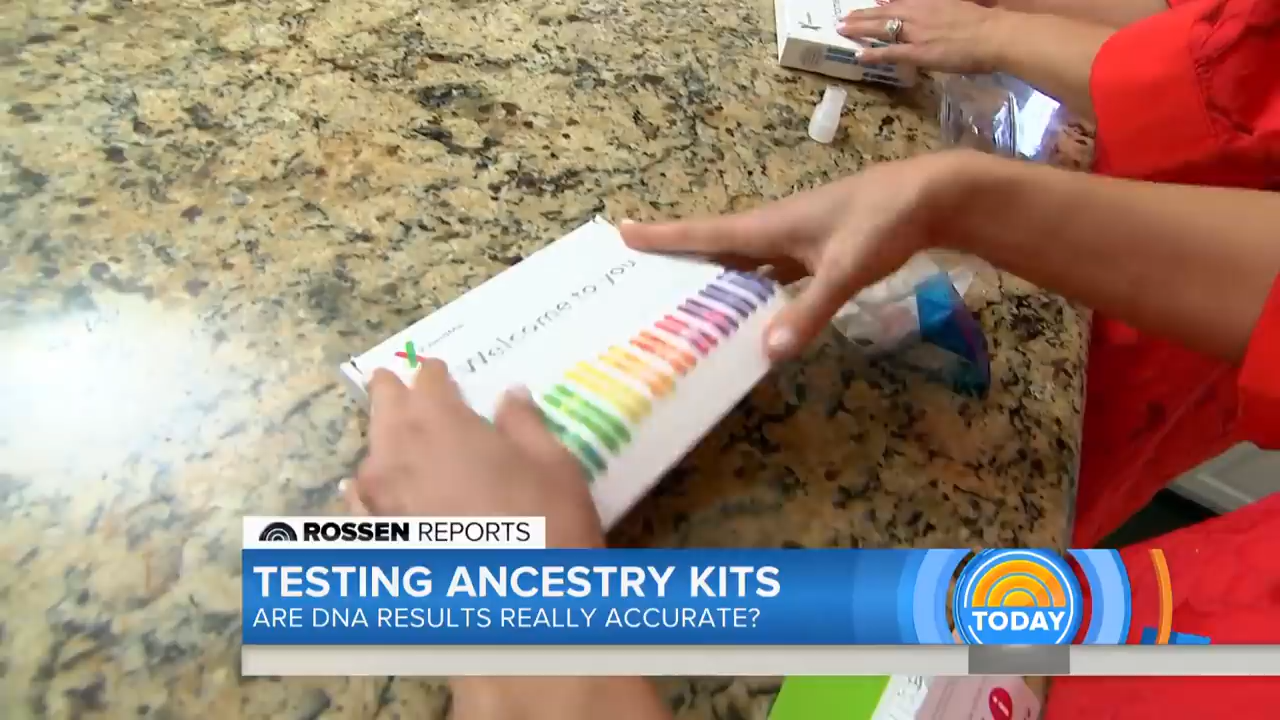 Welcome to you
ROSSEN REPORTS
TESTING ANCESTRY KITS
ARE DNA RESULTS REALLY ACCURATE?
TODAY